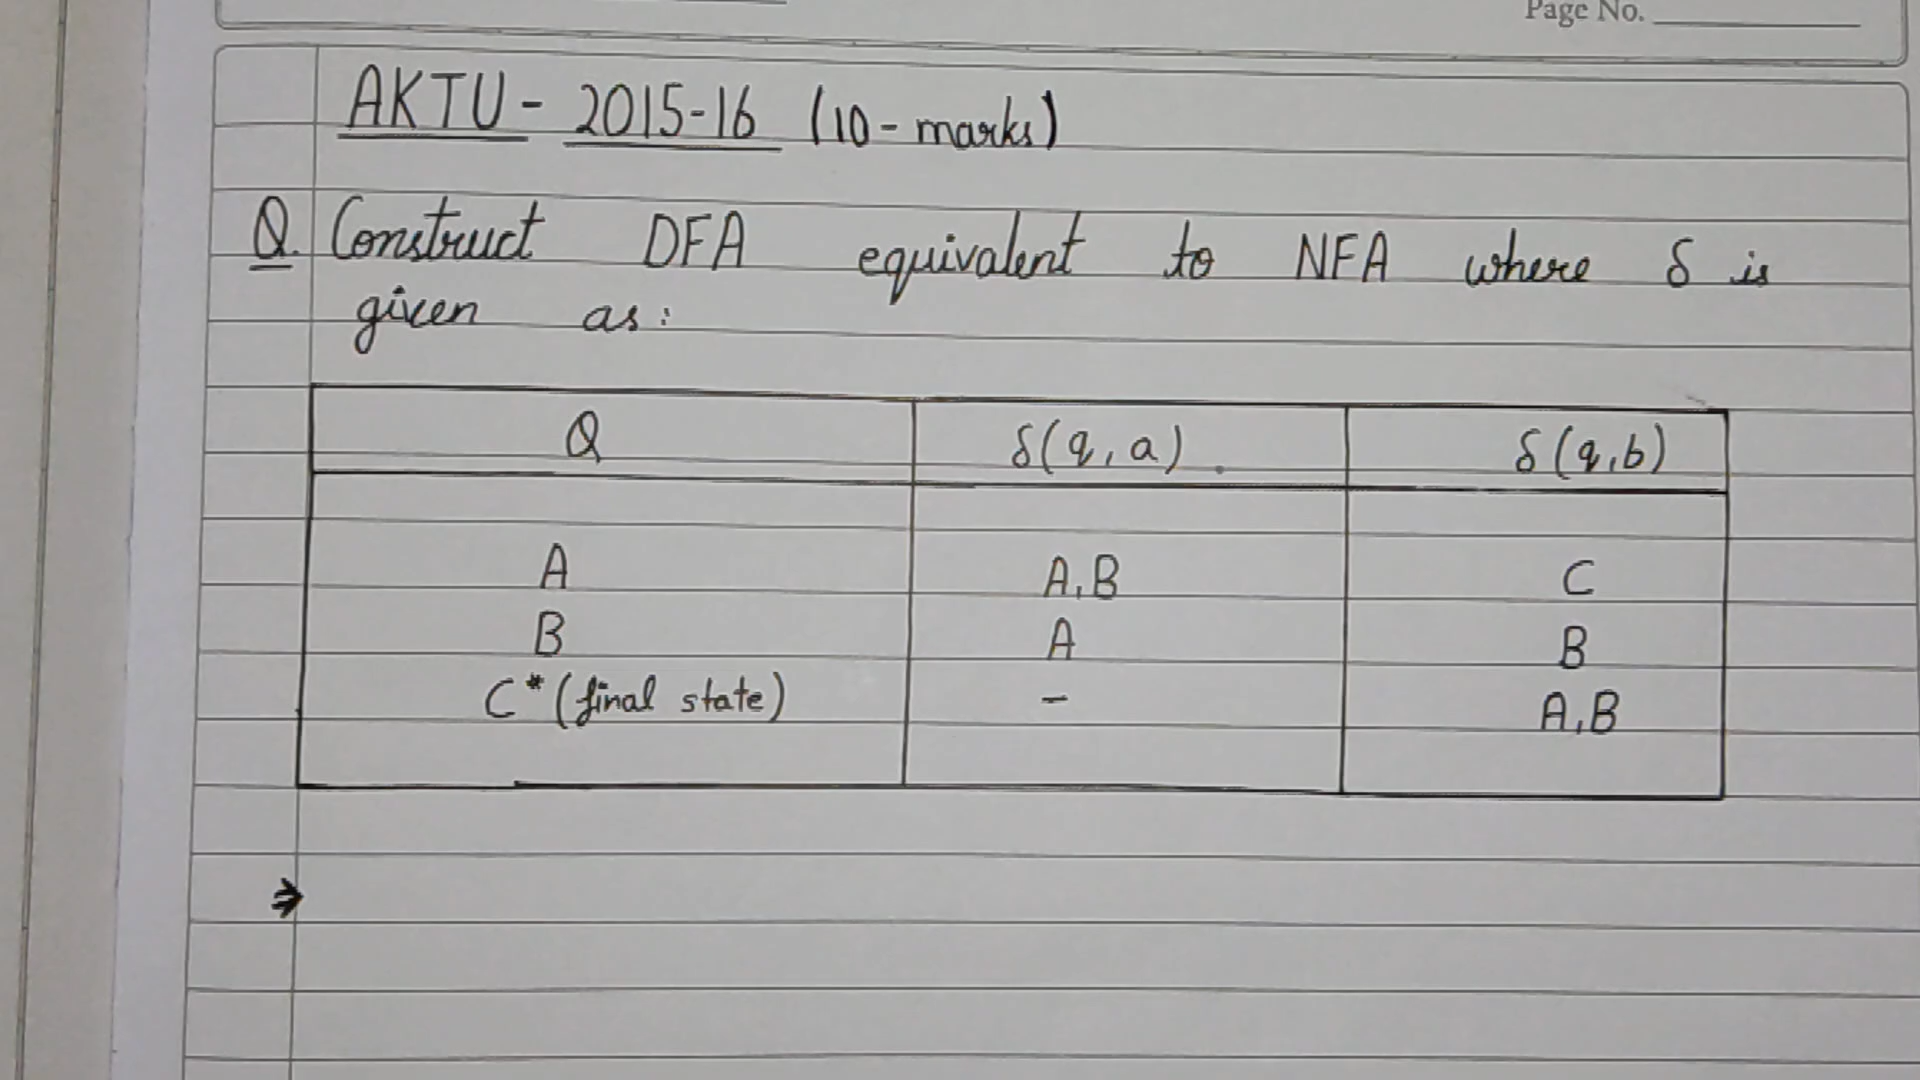 Page No.
AKTU - 2015-16 (10 - marks)
Q. Construct DFA equivalent to NFA where δ is
given as:
Q δ(q, a) δ(q,b)
A A,B C
B A B
C* (final state) - A,B
⇒